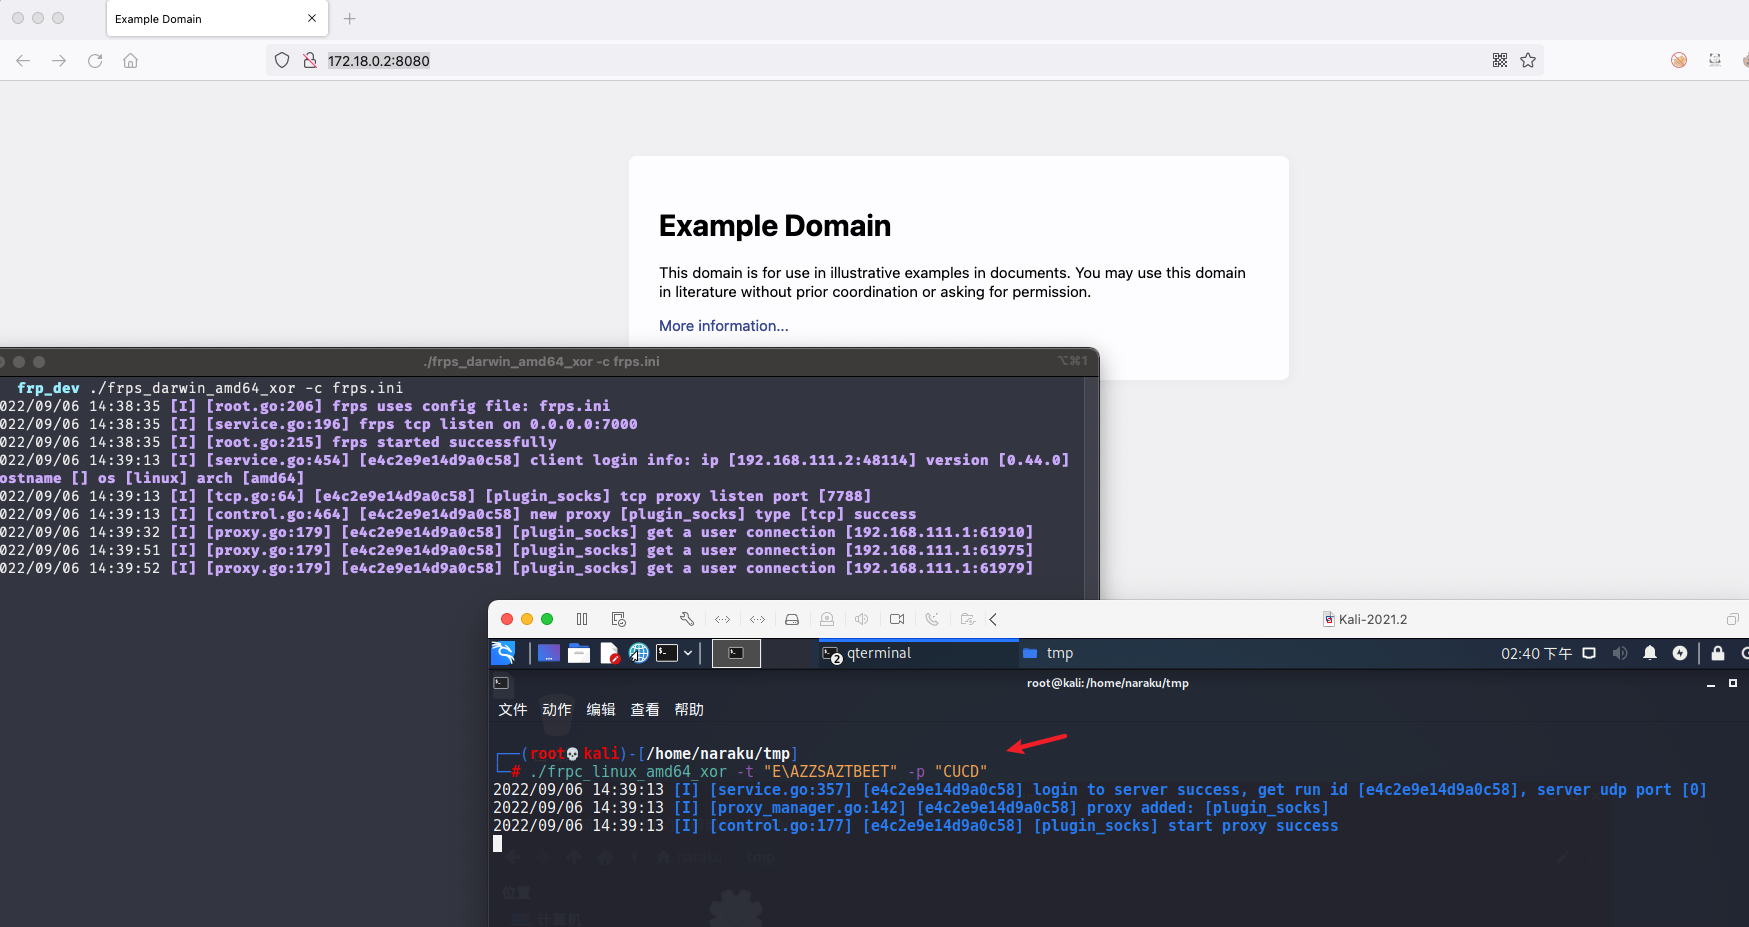 Example Domain
172.18.0.2:8080
Example Domain
This domain is for use in illustrative examples in documents. You may use this domain
in literature without prior coordination or asking for permission.
More information...
./frps_darwin_amd64_xor -c frps.ini
⌥⌘1
frp_dev ./frps_darwin_amd64_xor -c frps.ini
022/09/06 14:38:35 [I] [root.go:206] frps uses config file: frps.ini
022/09/06 14:38:35 [I] [service.go:196] frps tcp listen on 0.0.0.0:7000
022/09/06 14:38:35 [I] [root.go:215] frps started successfully
022/09/06 14:39:13 [I] [service.go:454] [e4c2e9e14d9a0c58] client login info: ip [192.168.111.2:48114] version [0.44.0]
ostname [] os [linux] arch [amd64]
022/09/06 14:39:13 [I] [tcp.go:64] [e4c2e9e14d9a0c58] [plugin_socks] tcp proxy listen port [7788]
022/09/06 14:39:13 [I] [control.go:464] [e4c2e9e14d9a0c58] new proxy [plugin_socks] type [tcp] success
022/09/06 14:39:32 [I] [proxy.go:179] [e4c2e9e14d9a0c58] [plugin_socks] get a user connection [192.168.111.1:61910]
022/09/06 14:39:51 [I] [proxy.go:179] [e4c2e9e14d9a0c58] [plugin_socks] get a user connection [192.168.111.1:61975]
022/09/06 14:39:52 [I] [proxy.go:179] [e4c2e9e14d9a0c58] [plugin_socks] get a user connection [192.168.111.1:61979]
Kali-2021.2
2 qterminal
tmp
02:40 下午
root@kali:/home/naraku/tmp
文件 动作 编辑 查看 帮助
┌──(root💀kali)-[/home/naraku/tmp]
└─# ./frpc_linux_amd64_xor -t "E\AZZSAZTBEET" -p "CUCD"
2022/09/06 14:39:13 [I] [service.go:357] [e4c2e9e14d9a0c58] login to server success, get run id [e4c2e9e14d9a0c58], server udp port [0]
2022/09/06 14:39:13 [I] [proxy_manager.go:142] [e4c2e9e14d9a0c58] proxy added: [plugin_socks]
2022/09/06 14:39:13 [I] [control.go:177] [e4c2e9e14d9a0c58] [plugin_socks] start proxy success
naraku
tmp
位置
计算机